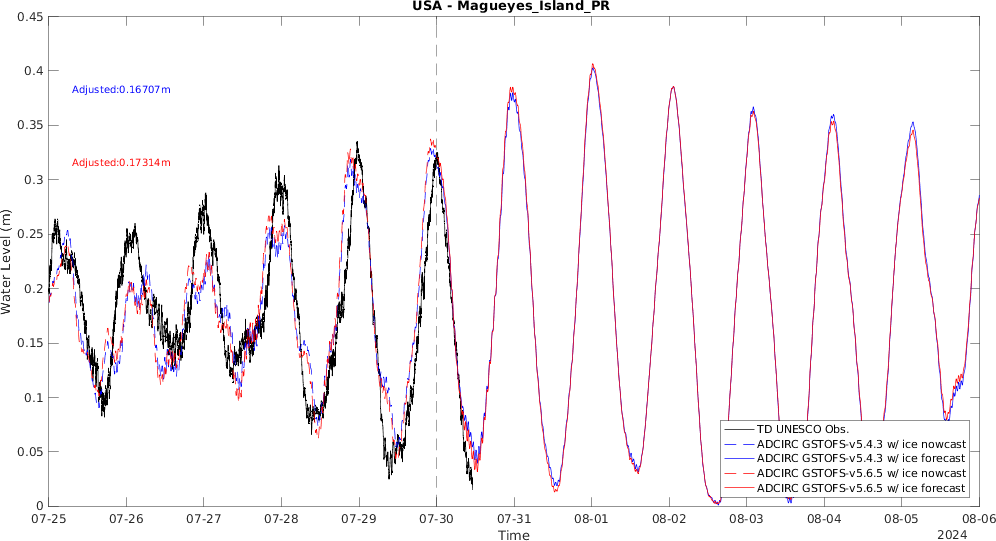 USA - Magueyes_Island_PR
0.45
0.4
0.35
0.3
0.25
0.2
0.15
0.1
0.05
0
Water Level (m)
Adjusted:0.16707m
Adjusted:0.17314m
TD UNESCO Obs.
ADCIRC GSTOFS-v5.4.3 w/ ice nowcast
ADCIRC GSTOFS-v5.4.3 w/ ice forecast
ADCIRC GSTOFS-v5.6.5 w/ ice nowcast
ADCIRC GSTOFS-v5.6.5 w/ ice forecast
07-25 07-26 07-27 07-28 07-29 07-30 07-31 08-01 08-02 08-03 08-04 08-05 08-06
Time
2024